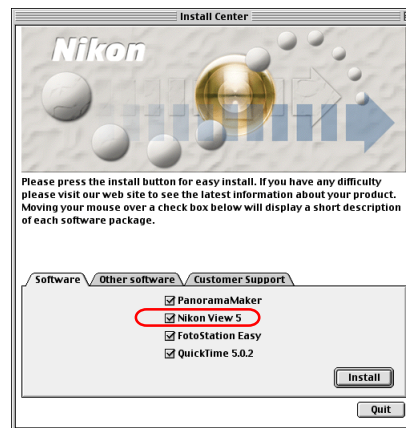 Install Center
Nikon
Please press the install button for easy install. If you have any difficulty
please visit our web site to see the latest information about your product.
Moving your mouse over a check box below will display a short description
of each software package.
Software Other software Customer Support
PanoramaMaker
Nikon View 5
FotoStation Easy
QuickTime 5.0.2
Install
Quit